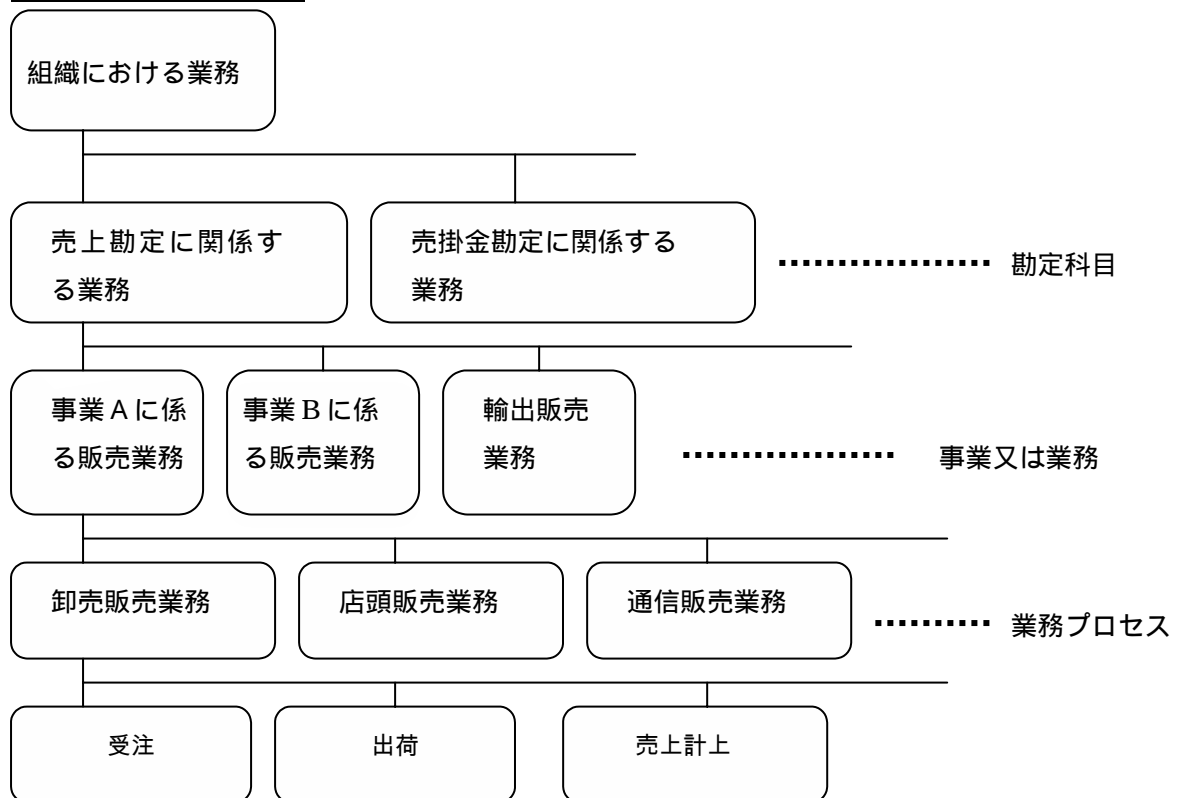 組織における業務
売上勘定に関係す
る業務
売掛金勘定に関係する
業務
勘定科目
事業Aに係
る販売業務
事業Bに係
る販売業務
輸出販売
業務
事業又は業務
卸売販売業務
店頭販売業務
通信販売業務
業務プロセス
受注
出荷
売上計上